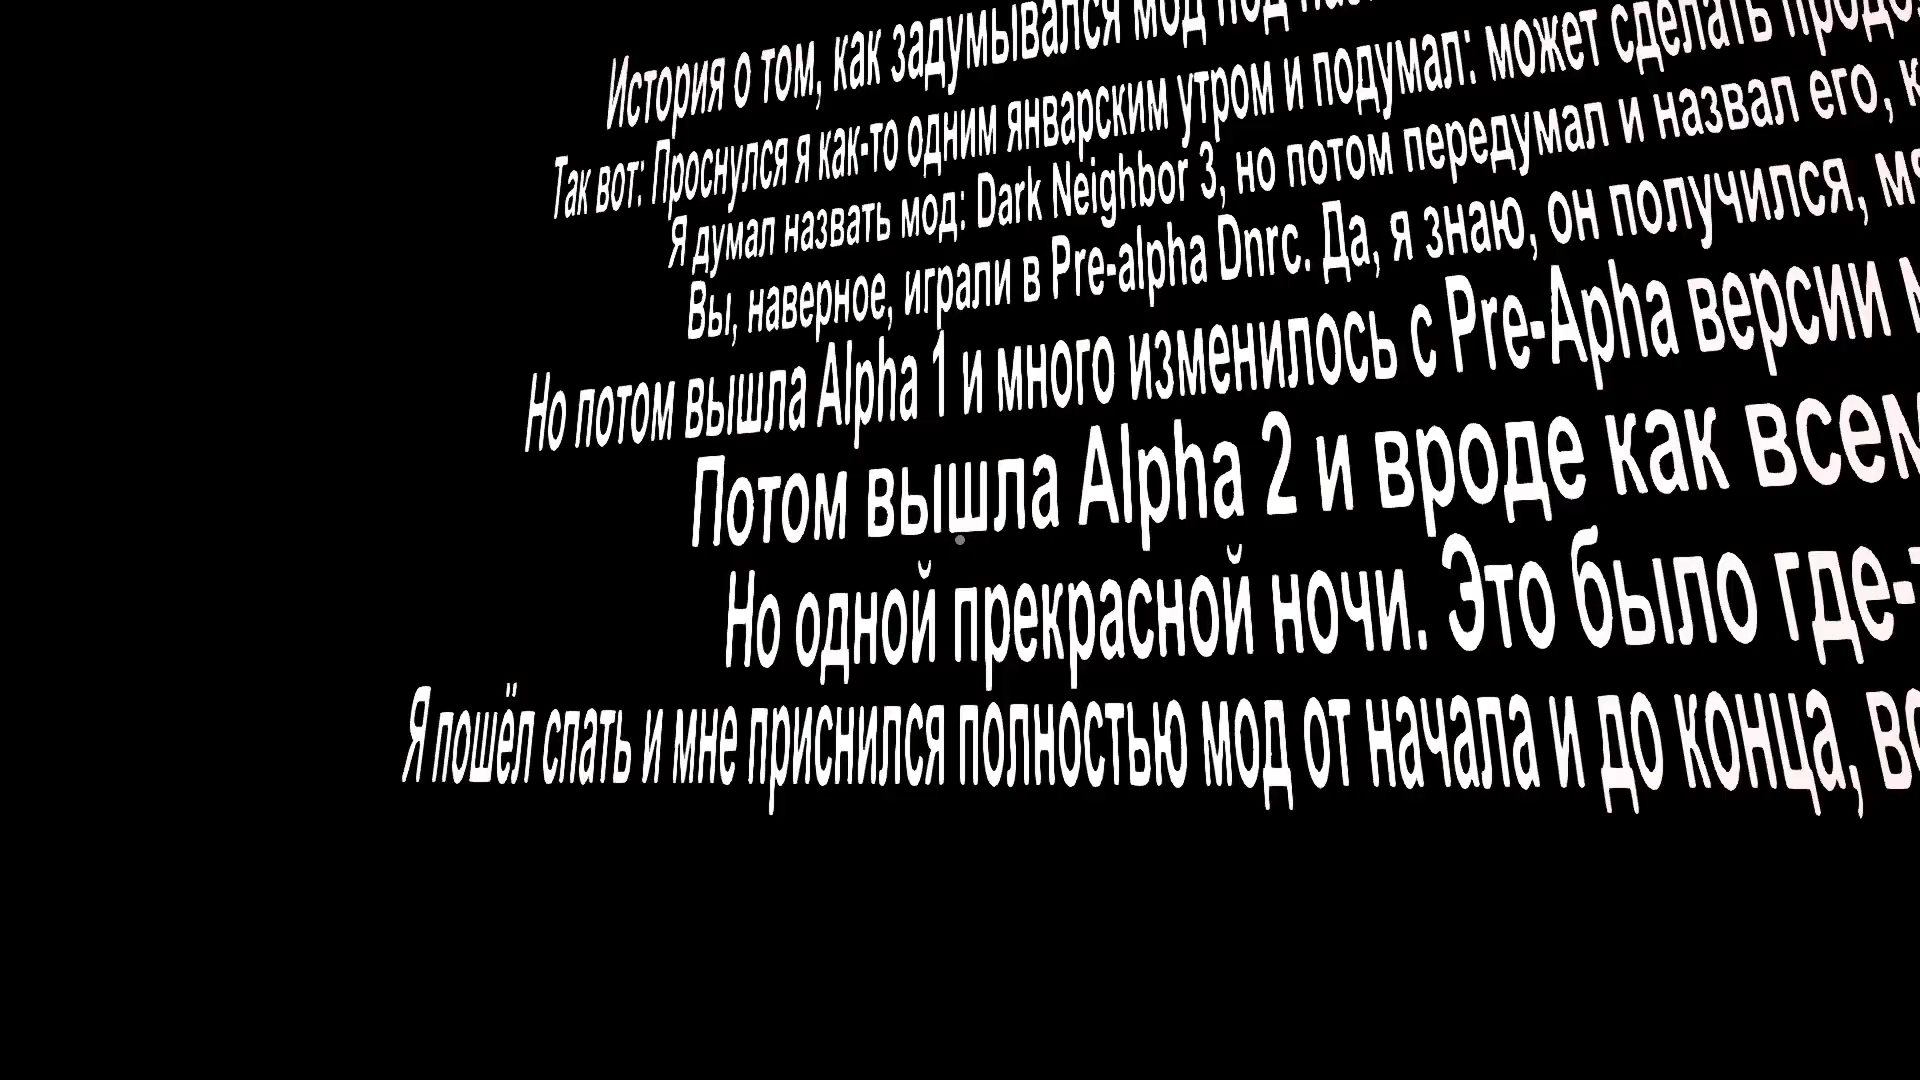 История о том, как задумывался мод под
Так вот: Проснулся я как-то одним январским утром и подумал: может сделать
Я думал назвать мод: Dark Neighbor 3, но потом передумал и назвал его,
Вы, наверное, играли в Pre-alpha Dnrc. Да, я знаю, он получился,
Но потом вышла Alpha 1 и много изменилось с Pre-Apha версии
Потом вышла Alpha 2 и вроде как всем
Но одной прекрасной ночи. Это было
Я пошёл спать и мне приснился полностью мод от начала и до конца,